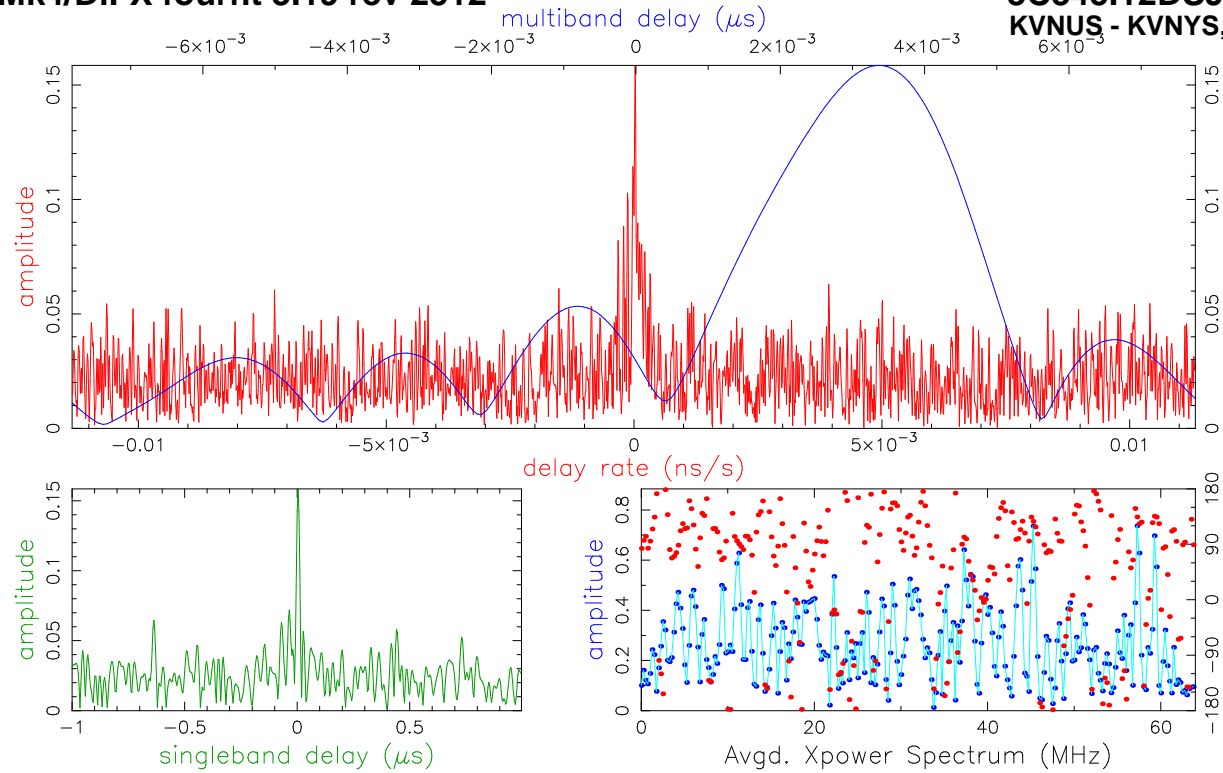 multiband delay (μs)
KVNUS - KVNYS,
−6×10⁻³ −4×10⁻³ −2×10⁻³ 0 2×10⁻³ 4×10⁻³ 6×10⁻³
amplitude
0 0.05 0.1 0.15
0 0.05 0.1 0.15
−0.01 −5×10⁻³ 0 5×10⁻³ 0.01
delay rate (ns/s)
amplitude
0 0.05 0.1 0.15
−1 −0.5 0 0.5
singleband delay (μs)
amplitude
0 0.2 0.4 0.6 0.8
−180 −90 0 90 180
0 20 40 60
Avgd. Xpower Spectrum (MHz)